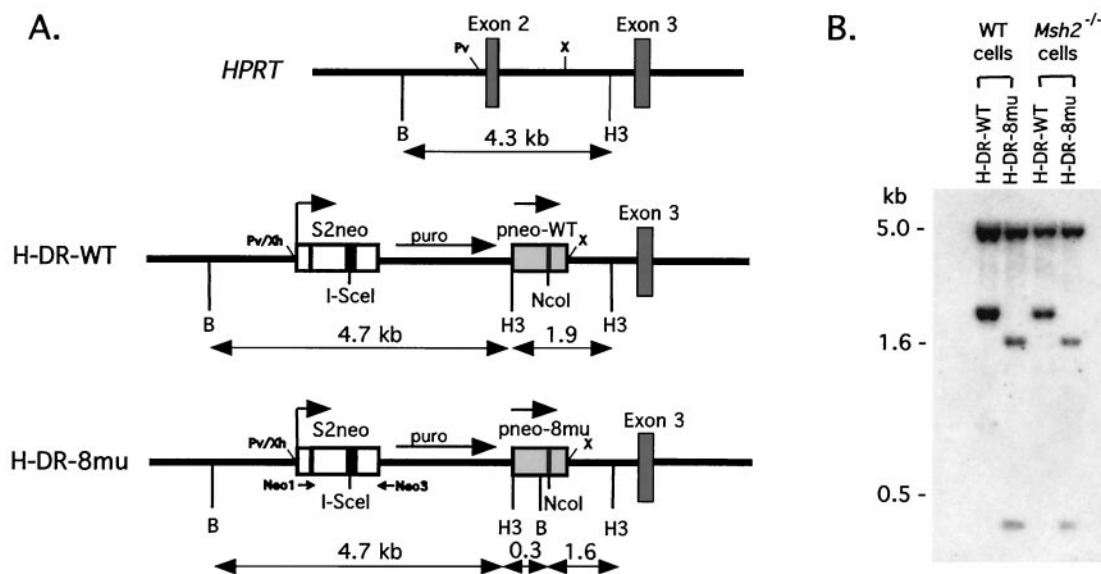 A.
Exon 2
Exon 3
Pv
X
HPRT
B
H3
4.3 kb
S2neo
puro
pneo-WT
Exon 3
Pv/Xh
X
H-DR-WT
I-SceI
NcoI
B
H3
H3
4.7 kb
1.9
S2neo
puro
pneo-8mu
Exon 3
Pv/Xh
X
H-DR-8mu
Neo1
I-SceI
Neo3
NcoI
B
H3
B
H3
4.7 kb
0.3
1.6
B.
WT
cells
Msh2 -/-
cells
H-DR-WT
H-DR-8mu
H-DR-WT
H-DR-8mu
kb
5.0 -
1.6 -
0.5 -